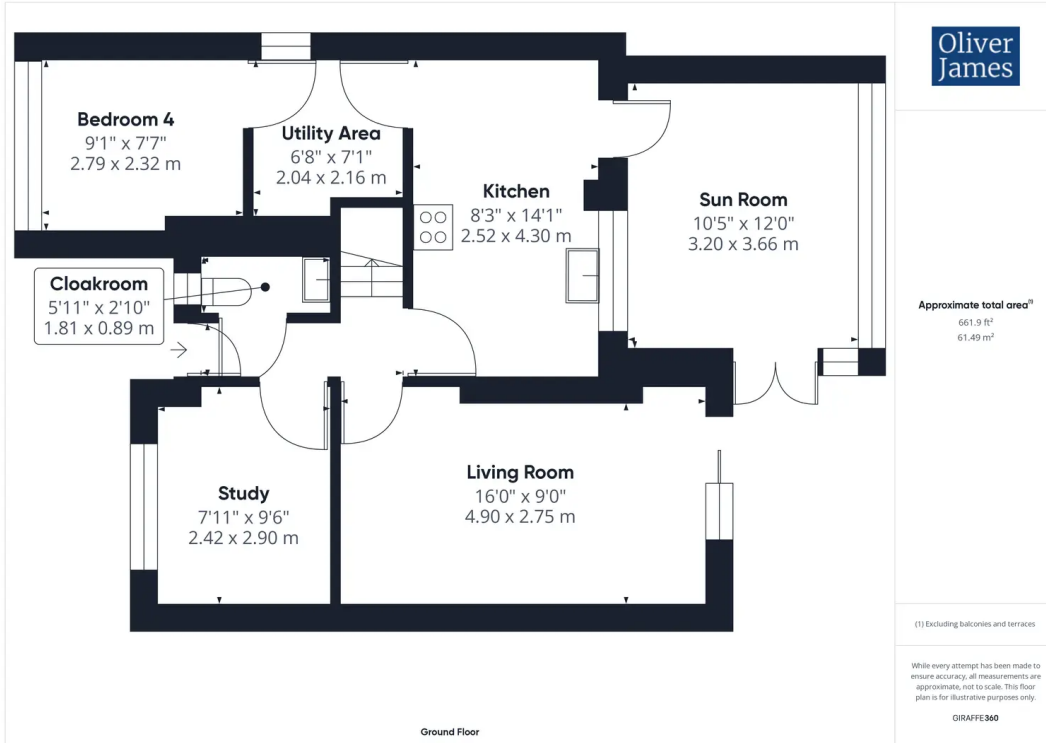 Oliver
James
Bedroom 4
9'1" x 7'7"
2.79 x 2.32 m
Utility Area
6'8" x 7'1"
2.04 x 2.16 m
Kitchen
8'3" x 14'1"
2.52 x 4.30 m
Sun Room
10'5" x 12'0"
3.20 x 3.66 m
Cloakroom
5'11" x 2'10"
1.81 x 0.89 m
Living Room
16'0" x 9'0"
4.90 x 2.75 m
Study
7'11" x 9'6"
2.42 x 2.90 m
Ground Floor
Approximate total area(1)
661.9 ft²
61.49 m²
(1) Excluding balconies and terraces
While every attempt has been made to
ensure accuracy, all measurements are
approximate, not to scale. This floor
plan is for illustrative purposes only.
GIRAFFE360